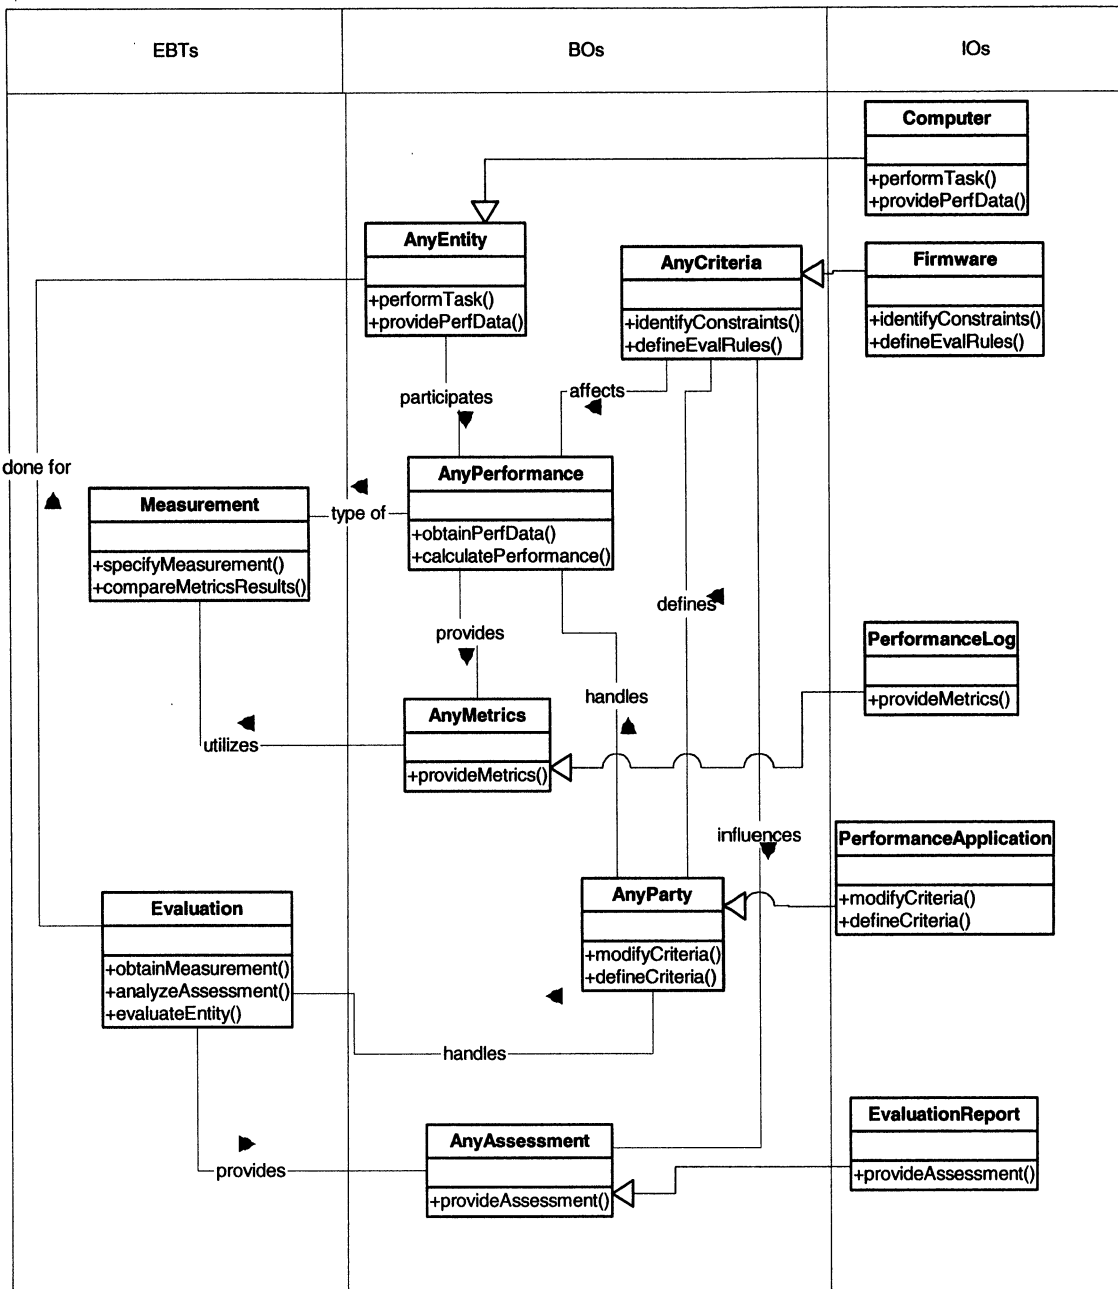 EBTs
BOs
IOs
Computer
+performTask()
+providePerfData()
AnyEntity
+performTask()
+providePerfData()
AnyCriteria
+identifyConstraints()
+defineEvalRules()
Firmware
+identifyConstraints()
+defineEvalRules()
participates
affects
done for
AnyPerformance
+obtainPerfData()
+calculatePerformance()
Measurement
+specifyMeasurement()
+compareMetricsResults()
type of
defines
provides
PerformanceLog
+provideMetrics()
handles
AnyMetrics
+provideMetrics()
utilizes
influences
PerformanceApplication
+modifyCriteria()
+defineCriteria()
AnyParty
+modifyCriteria()
+defineCriteria()
Evaluation
+obtainMeasurement()
+analyzeAssessment()
+evaluateEntity()
handles
EvaluationReport
+provideAssessment()
AnyAssessment
+provideAssessment()
provides